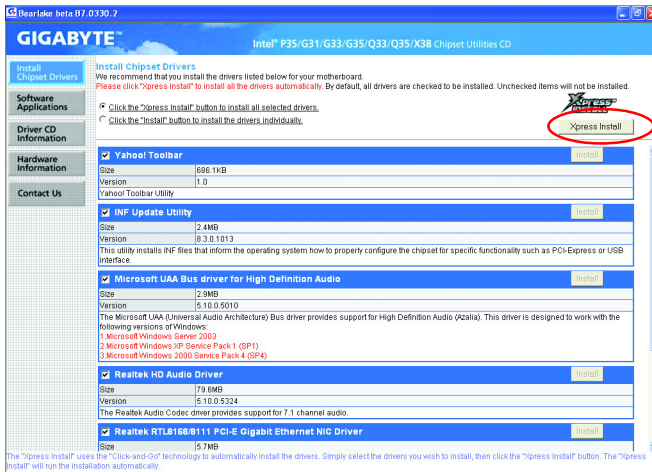 Bearlake beta B7.0330.2
GIGABYTE™
Intel® P35/G31/G33/G35/Q33/Q35/X38 Chipset Utilities CD
Install
Chipset Drivers
Software
Applications
Driver CD
Information
Hardware
Information
Contact Us
Install Chipset Drivers
We recommend that you install the drivers listed below for your motherboard.
Please click "Xpress Install" to install all the drivers automatically. By default, all drivers are checked to be installed. Unchecked items will not be installed.
Click the "Xpress Install" button to install all selected drivers.
Click the "Install" button to install the drivers individually.
Xpress
INSTALL
Xpress Install
Yahoo! Toolbar
Install
Size 686.1KB
Version 1.0
Yahoo! Toolbar Utility
INF Update Utility
Install
Size 2.4MB
Version 8.3.0.1013
This utility installs INF files that inform the operating system how to properly configure the chipset for specific functionality such as PCI-Express or USB
interface.
Microsoft UAA Bus driver for High Definition Audio
Install
Size 2.9MB
Version 5.10.0.5010
The Microsoft UAA (Universal Audio Architecture) Bus driver provides support for High Definition Audio (Azalia). This driver is designed to work with the
following versions of Windows:
1.Microsoft Windows Server 2003
2.Microsoft Windows XP Service Pack 1 (SP1)
3.Microsoft Windows 2000 Service Pack 4 (SP4)
Realtek HD Audio Driver
Install
Size 79.6MB
Version 5.10.0.5324
The Realtek Audio Codec driver provides support for 7.1 channel audio.
Realtek RTL8168/8111 PCI-E Gigabit Ethernet NIC Driver
Install
Size 5.7MB
The "Xpress Install" uses the "Click-and-Go" technology to automatically install the drivers. Simply select the drivers you wish to install, then click the "Xpress Install" button. The "Xpress
Install" will run the installation automatically.